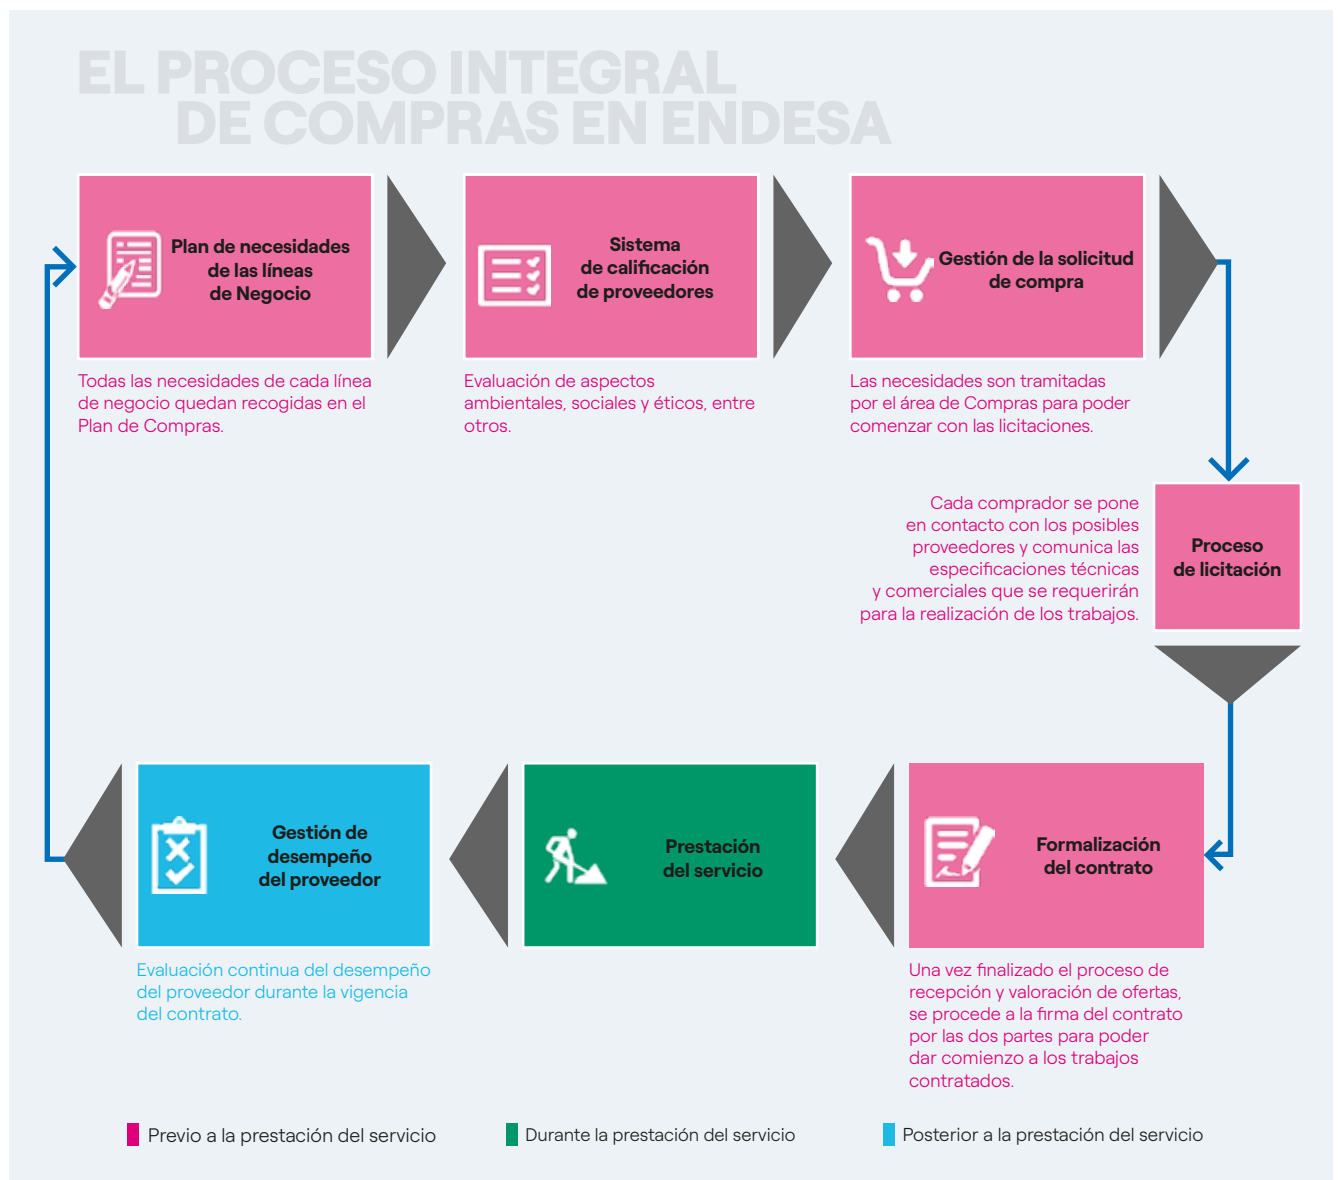 EL PROCESO INTEGRAL
DE COMPRAS EN ENDESA
Plan de necesidades
de las líneas
de Negocio
Todas las necesidades de cada línea
de negocio quedan recogidas en el
Plan de Compras.
Sistema
de calificación
de proveedores
Evaluación de aspectos
ambientales, sociales y éticos, entre
otros.
Gestión de la solicitud
de compra
Las necesidades son tramitadas
por el área de Compras para poder
comenzar con las licitaciones.
Proceso
de licitación
Cada comprador se pone
en contacto con los posibles
proveedores y comunica las
especificaciones técnicas
y comerciales que se requerirán
para la realización de los trabajos.
Formalización
del contrato
Una vez finalizado el proceso de
recepción y valoración de ofertas,
se procede a la firma del contrato
por las dos partes para poder
dar comienzo a los trabajos
contratados.
Prestación
del servicio
Gestión de
desempeño
del proveedor
Evaluación continua del desempeño
del proveedor durante la vigencia
del contrato.
Previo a la prestación del servicio
Durante la prestación del servicio
Posterior a la prestación del servicio